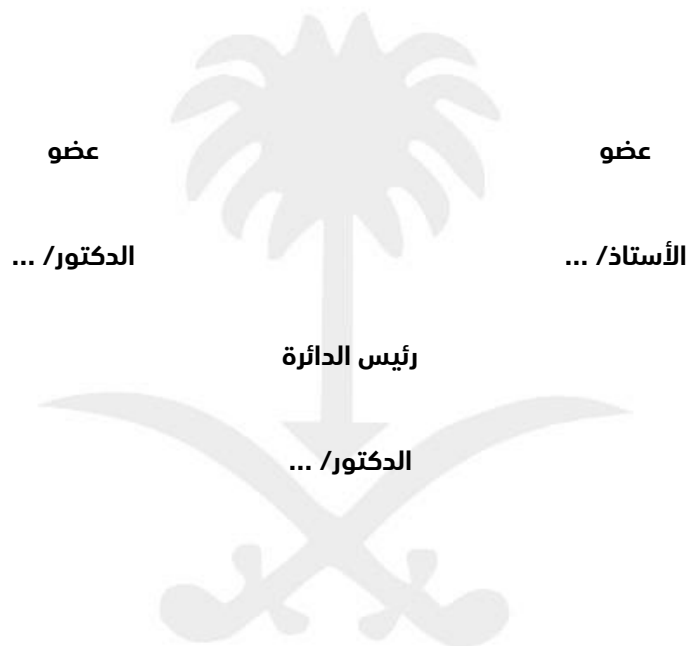 عضو عضو
الأستاذ/ ... الدكتور/ ...
رئيس الدائرة
الدكتور/ ...